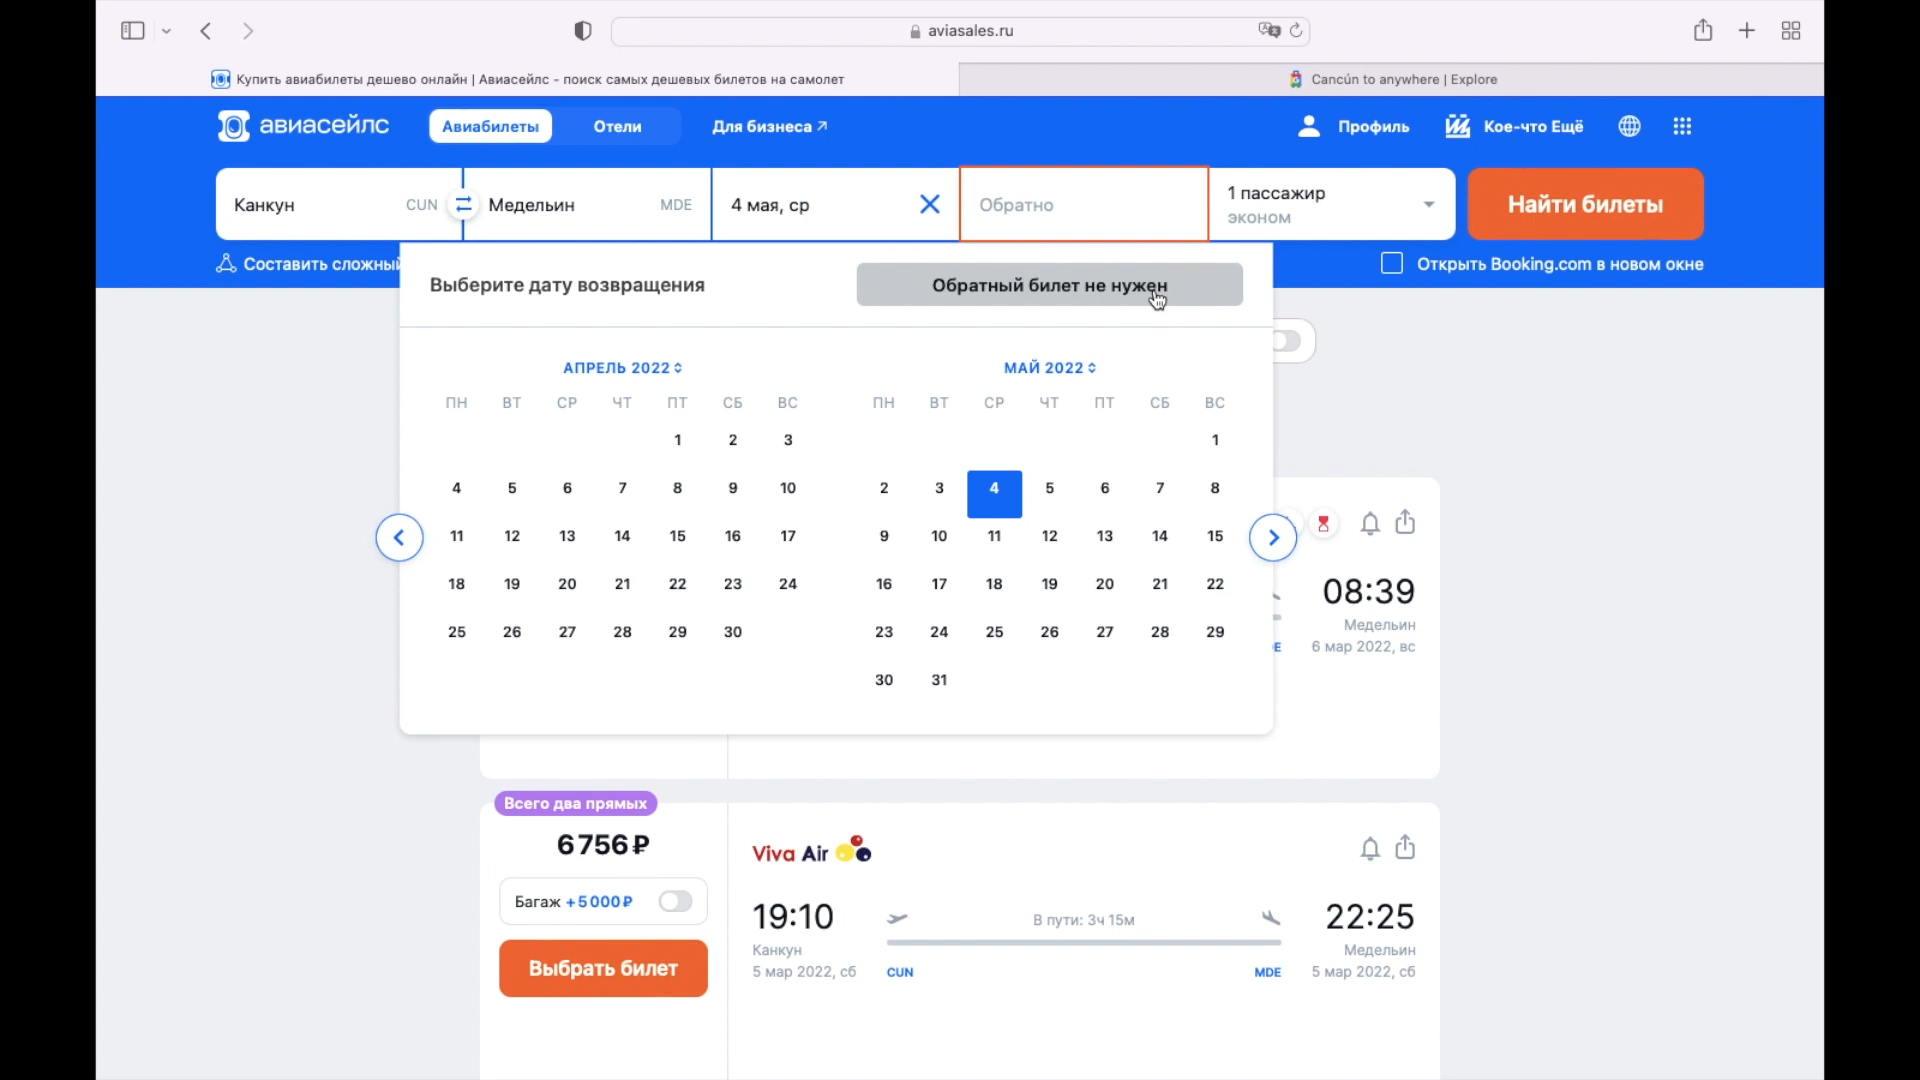 aviasales.ru
Купить авиабилеты дешево онлайн | Авиасейлс - поиск самых дешевых билетов на самолет
Cancún to anywhere | Explore
авиасейлс
Авиабилеты
Отели
Для бизнеса
Профиль
Кое-что Ещё
Канкун CUN
Медельин MDE
4 мая, ср
Обратно
1 пассажир
эконом
Найти билеты
Составить сложный
Открыть Booking.com в новом окне
Выберите дату возвращения
Обратный билет не нужен
АПРЕЛЬ 2022
ПН ВТ СР ЧТ ПТ СБ ВС
1 2 3
4 5 6 7 8 9 10
11 12 13 14 15 16 17
18 19 20 21 22 23 24
25 26 27 28 29 30
МАЙ 2022
ПН ВТ СР ЧТ ПТ СБ ВС
1
2 3 4 5 6 7 8
9 10 11 12 13 14 15
16 17 18 19 20 21 22
23 24 25 26 27 28 29
30 31
08:39
Медельин
6 мар 2022, вс
Всего два прямых
6 756 ₽
Багаж +5 000 ₽
Выбрать билет
Viva Air
19:10
Канкун
5 мар 2022, сб
В пути: 3ч 15м
CUN MDE
22:25
Медельин
5 мар 2022, сб